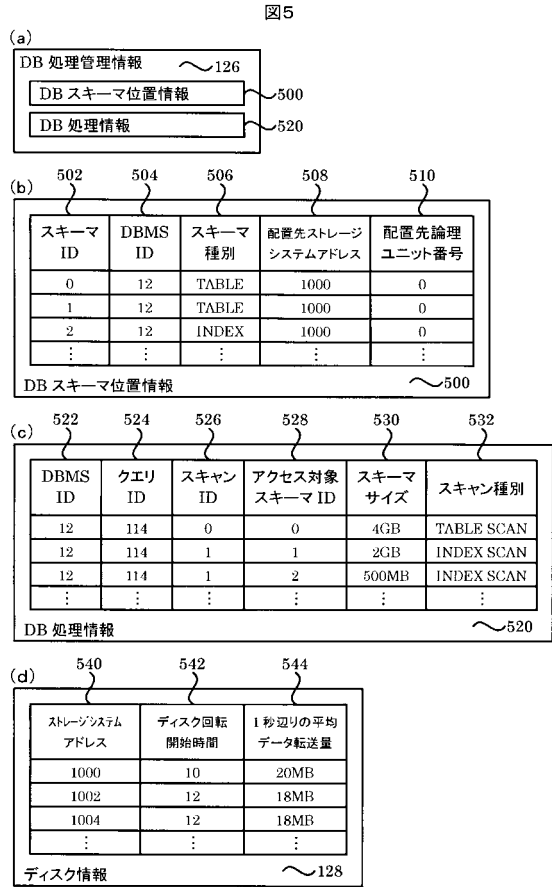 図5
(a)
DB 処理管理情報 126
DB スキーマ位置情報 500
DB 処理情報 520
(b)
502 504 506 508 510
スキーマ ID DBMS ID スキーマ 種別 配置先ストレージ システムアドレス 配置先論理 ユニット番号
0 12 TABLE 1000 0
1 12 TABLE 1000 0
2 12 INDEX 1000 0
⋮ ⋮ ⋮ ⋮ ⋮
DB スキーマ位置情報 500
(c)
522 524 526 528 530 532
DBMS ID クエリ ID スキャン ID アクセス対象 スキーマ ID スキーマ サイズ スキャン種別
12 114 0 0 4GB TABLE SCAN
12 114 1 1 2GB INDEX SCAN
12 114 1 2 500MB INDEX SCAN
⋮ ⋮ ⋮ ⋮ ⋮ ⋮
DB 処理情報 520
(d)
540 542 544
ストレージシステム アドレス ディスク回転 開始時間 1秒辺りの平均 データ転送量
1000 10 20MB
1002 12 18MB
1004 12 18MB
⋮ ⋮ ⋮
ディスク情報 128